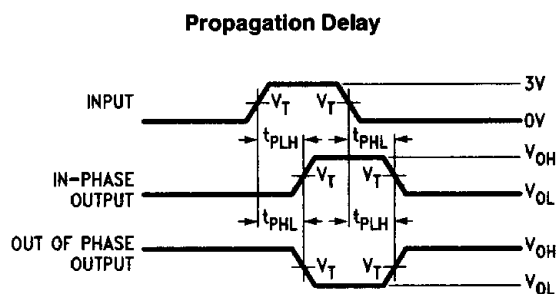 Propagation Delay
INPUT
V_T
V_T
3V
0V
t_PLH
t_PHL
IN-PHASE
OUTPUT
V_T
V_T
V_OH
V_OL
t_PHL
t_PLH
OUT OF PHASE
OUTPUT
V_T
V_T
V_OH
V_OL